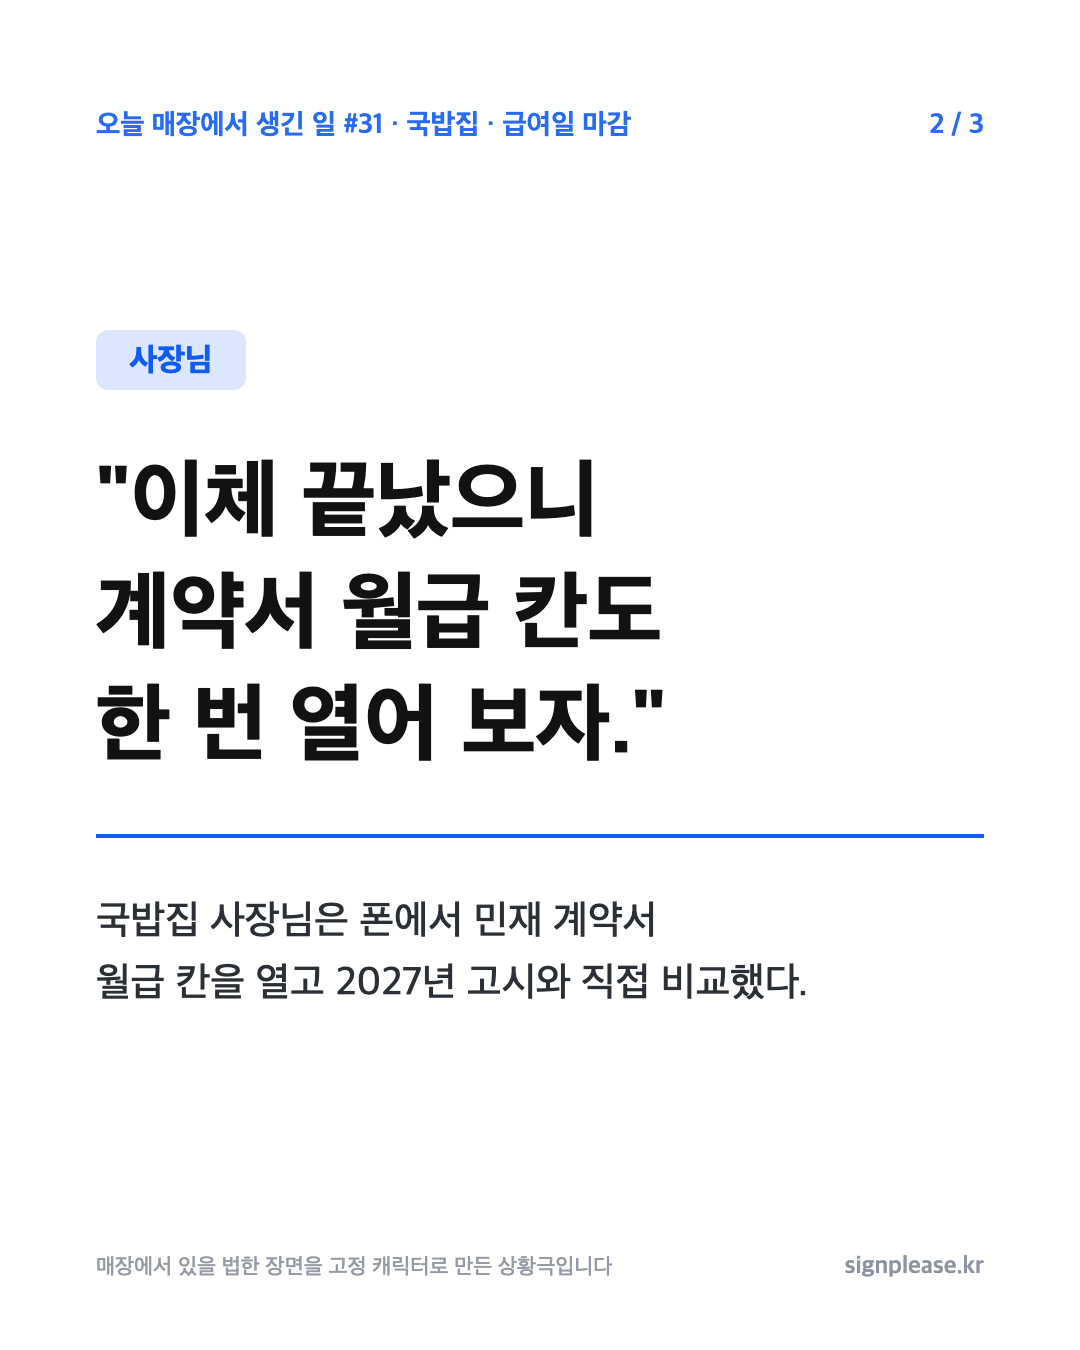 오늘 매장에서 생긴 일 #31 · 국밥집 · 급여일 마감
2 / 3
사장님
"이체 끝났으니
계약서 월급 칸도
한 번 열어 보자."
국밥집 사장님은 폰에서 민재 계약서
월급 칸을 열고 2027년 고시와 직접 비교했다.
매장에서 있을 법한 장면을 고정 캐릭터로 만든 상황극입니다
signplease.kr